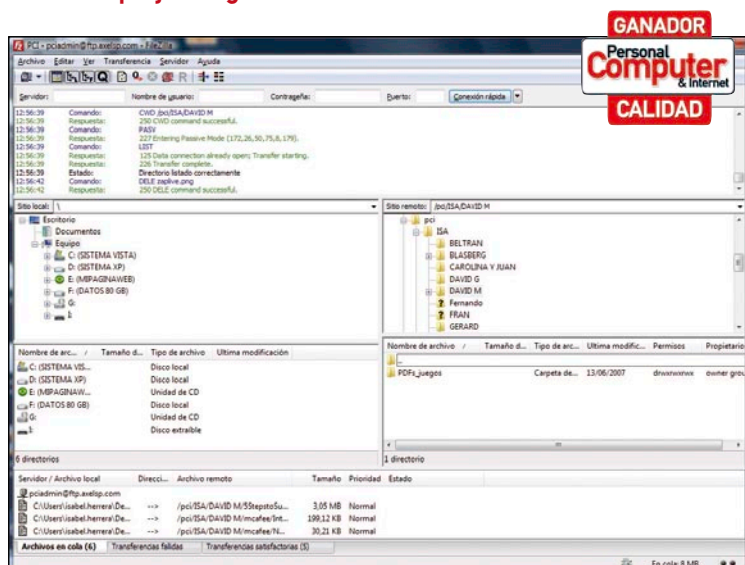 GANADOR
Personal
Computer
& Internet
CALIDAD
PCI - pciadmin@ftp.axelsp.com - FileZilla
Archivo Editar Ver Transferencia Servidor Ayuda
Servidor: Nombre de usuario: Contraseña: Puerto: Conexión rápida
12:56:39 Comando: CWD /pci/ISA/DAVID M
12:56:39 Respuesta: 250 CWD command successful.
12:56:39 Comando: PASV
12:56:39 Respuesta: 227 Entering Passive Mode (172,26,50,75,8,179).
12:56:39 Comando: LIST
12:56:39 Respuesta: 125 Data connection already open; Transfer starting.
12:56:39 Respuesta: 226 Transfer complete.
12:56:39 Estado: Directorio listado correctamente
12:56:42 Comando: DELE zaplive.png
12:56:42 Respuesta: 250 DELE command successful.
Sitio local: \
Escritorio
Documentos
Equipo
C: (SISTEMA VISTA)
D: (SISTEMA XP)
E: (MIPAGINAWEB)
F: (DATOS 80 GB)
G:
I:
Sitio remoto: /pci/ISA/DAVID M
pci
ISA
BELTRAN
BLASBERG
CAROLINA Y JUAN
DAVID G
DAVID M
Fernando
FRAN
GERARD
Nombre de arc... / Tamaño d... Tipo de archivo Ultima modificación
C: (SISTEMA VIS... Disco local
D: (SISTEMA XP) Disco local
E: (MIPAGINAW... Unidad de CD
F: (DATOS 80 GB) Disco local
G: Unidad de CD
I: Disco extraíble
6 directorios
Nombre de archivo / Tamaño d... Tipo de arc... Ultima modific... Permisos Propietario
..
PDFs_juegos Carpeta de... 13/06/2007 drwxrwxrwx owner grou
1 directorio
Servidor / Archivo local Direcci... Archivo remoto Tamaño Prioridad Estado
pciadmin@ftp.axelsp.com
C:\Users\isabel.herrera\De... --> /pci/ISA/DAVID M/5StepstoSu... 3,05 MB Normal
C:\Users\isabel.herrera\De... --> /pci/ISA/DAVID M/mcafee/Int... 199,12 KB Normal
C:\Users\isabel.herrera\De... --> /pci/ISA/DAVID M/mcafee/N... 30,21 KB Normal
Archivos en cola (6) Transferencias fallidas Transferencias satisfactorias (5)
En cola: 8 MB